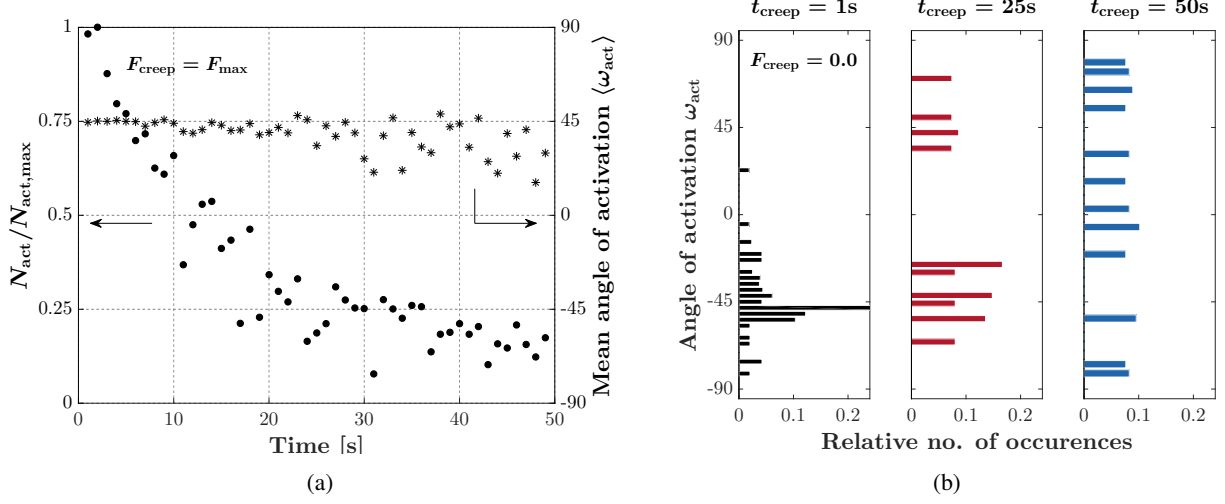 F_creep = F_max
N_act/N_act,max
1
0.75
0.5
0.25
0
90
45
0
-45
-90
Mean angle of activation ⟨ω_act⟩
0 10 20 30 40 50
Time [s]
(a)
t_creep = 1s t_creep = 25s t_creep = 50s
F_creep = 0.0
Angle of activation ω_act
90
45
0
-45
-90
0 0.1 0.2 0 0.1 0.2 0 0.1 0.2
Relative no. of occurences
(b)